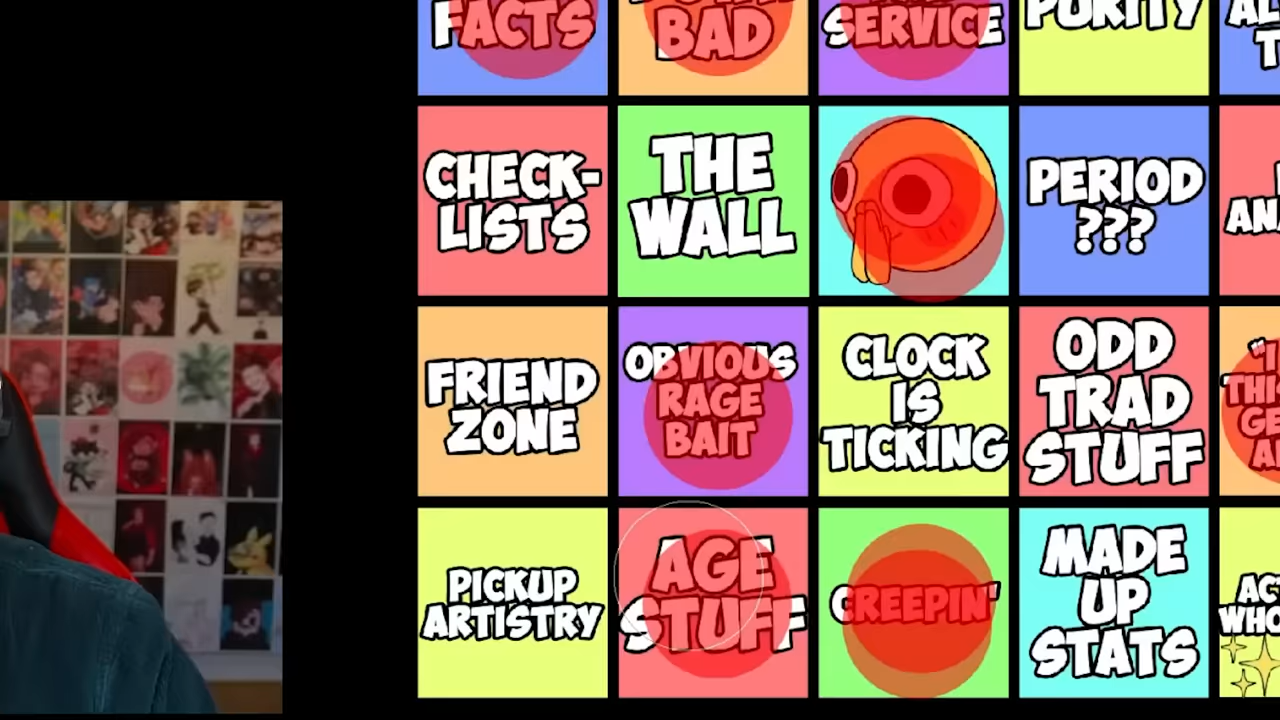 FACTS
BAD
SERVICE
PURITY
CHECK-
LISTS
THE
WALL
PERIOD
???
FRIEND
ZONE
OBVIOUS
RAGE
BAIT
CLOCK
IS
TICKING
ODD
TRAD
STUFF
PICKUP
ARTISTRY
AGE
STUFF
CREEPIN'
MADE
UP
STATS